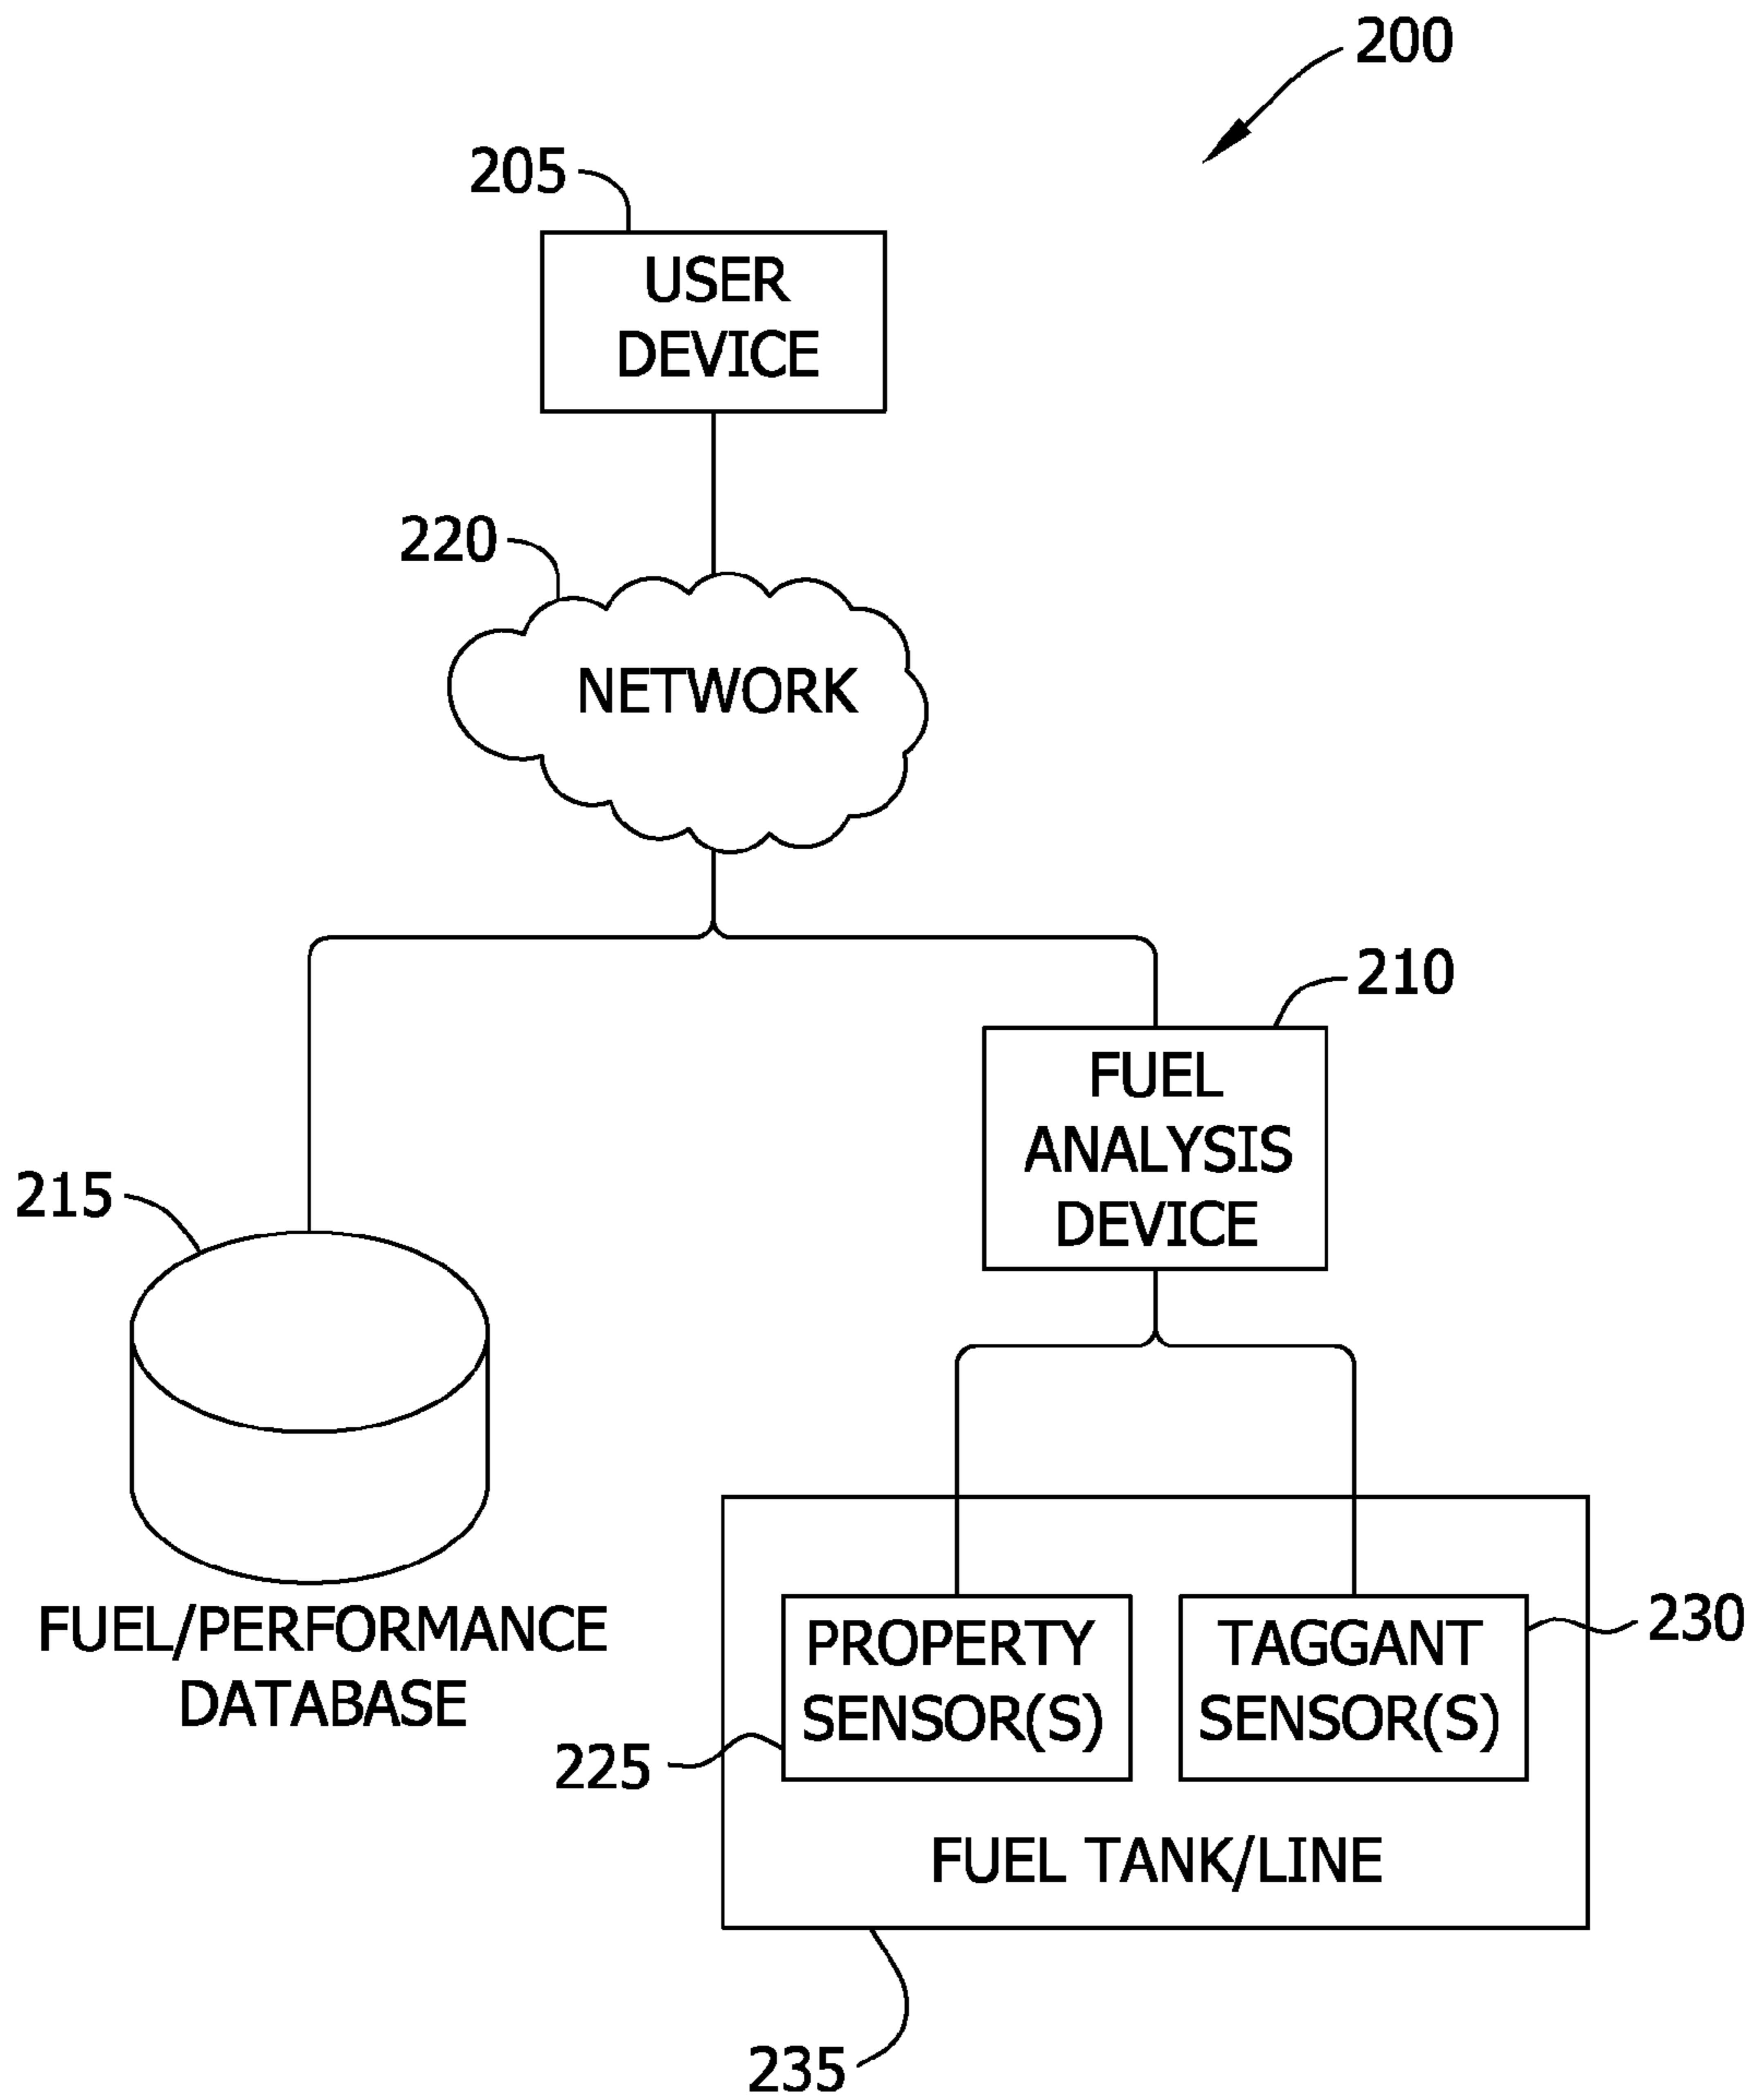 200
205
USER
DEVICE
220
NETWORK
210
FUEL
ANALYSIS
DEVICE
215
FUEL/PERFORMANCE
DATABASE
PROPERTY
SENSOR(S)
225
TAGGANT
SENSOR(S)
230
FUEL TANK/LINE
235